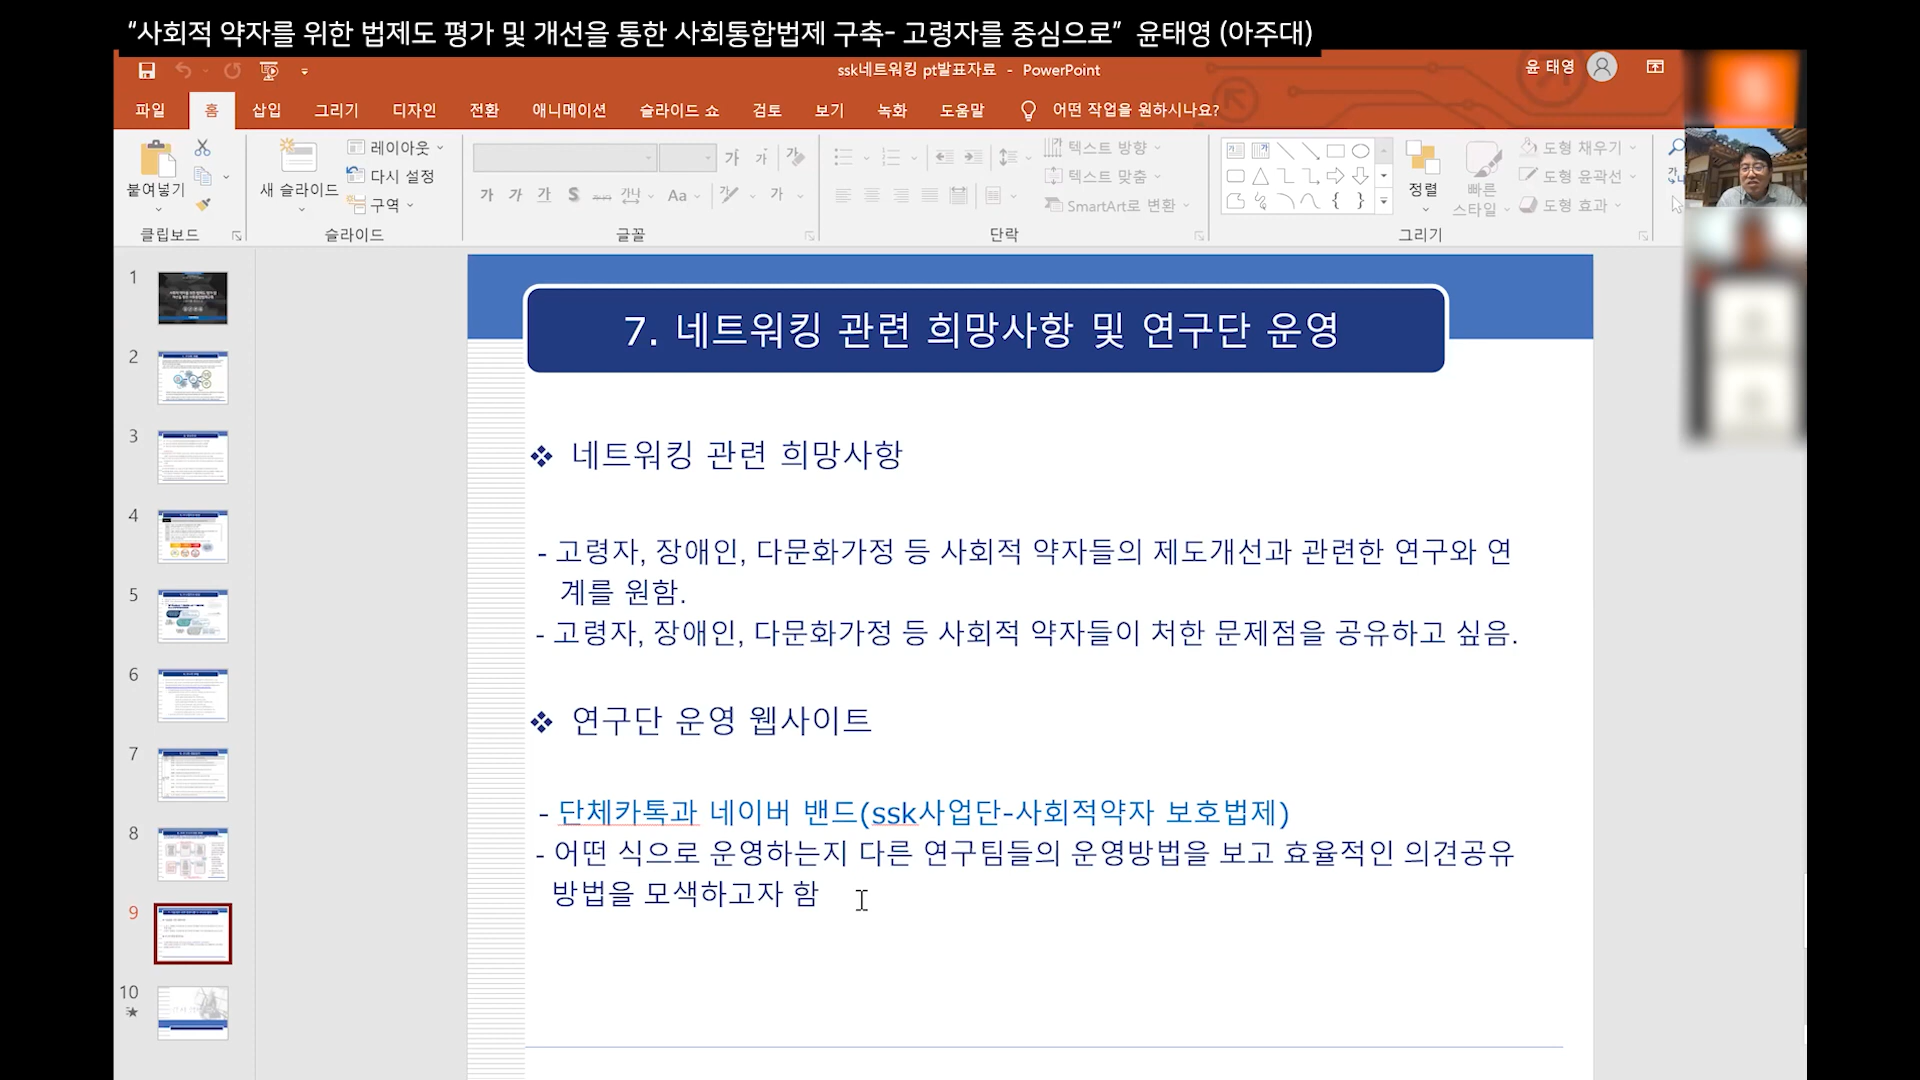 “사회적 약자를 위한 법제도 평가 및 개선을 통한 사회통합법제 구축- 고령자를 중심으로” 윤태영 (아주대)
ssk네트워킹 pt발표자료 - PowerPoint
윤 태영
파일 홈 삽입 그리기 디자인 전환 애니메이션 슬라이드 쇼 검토 보기 녹화 도움말 어떤 작업을 원하시나요?
붙여넣기
새 슬라이드
레이아웃
다시 설정
구역
가 가 가 S 간 Aa 가 가
텍스트 방향
텍스트 맞춤
SmartArt로 변환
정렬
빠른
스타일
도형 채우기
도형 윤곽선
도형 효과
클립보드 슬라이드 글꼴 단락 그리기
1
2
3
4
5
6
7
8
9
10
7. 네트워킹 관련 희망사항 및 연구단 운영
❖ 네트워킹 관련 희망사항
- 고령자, 장애인, 다문화가정 등 사회적 약자들의 제도개선과 관련한 연구와 연
계를 원함.
- 고령자, 장애인, 다문화가정 등 사회적 약자들이 처한 문제점을 공유하고 싶음.
❖ 연구단 운영 웹사이트
- 단체카톡과 네이버 밴드(ssk사업단-사회적약자 보호법제)
- 어떤 식으로 운영하는지 다른 연구팀들의 운영방법을 보고 효율적인 의견공유
방법을 모색하고자 함